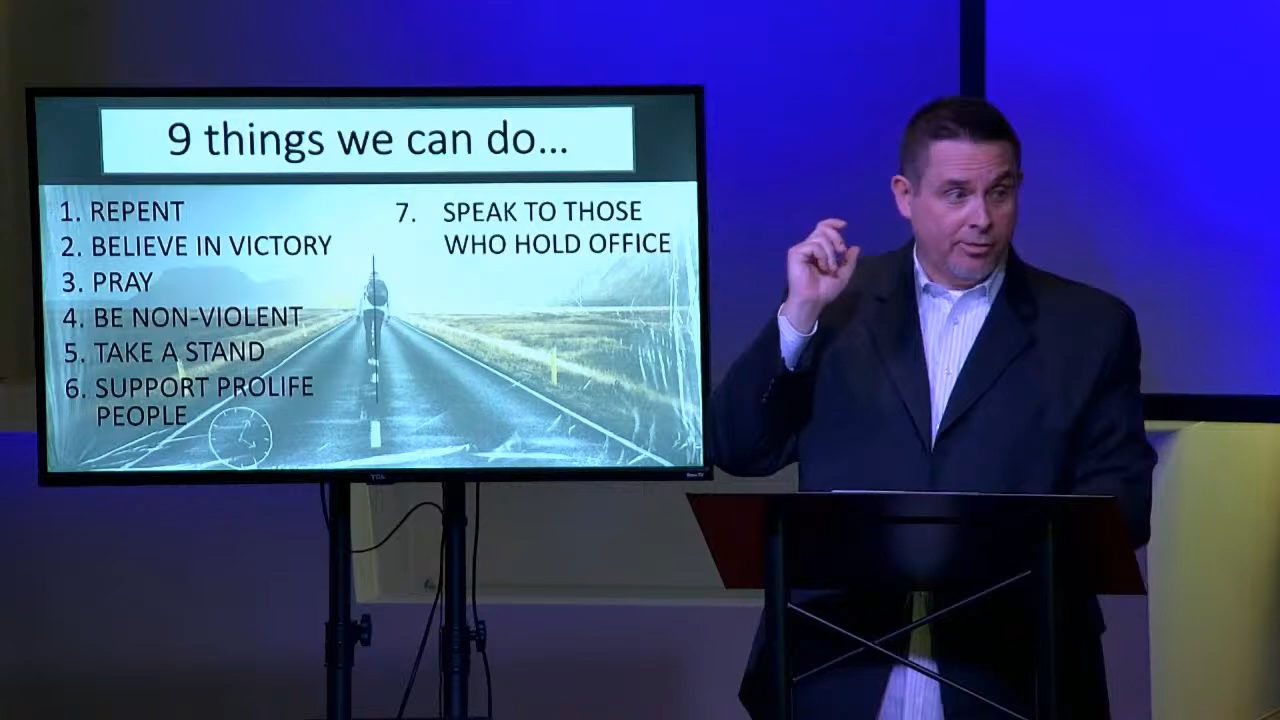 9 things we can do...
1. REPENT
2. BELIEVE IN VICTORY
3. PRAY
4. BE NON-VIOLENT
5. TAKE A STAND
6. SUPPORT PROLIFE
PEOPLE
7. SPEAK TO THOSE
WHO HOLD OFFICE
TCL